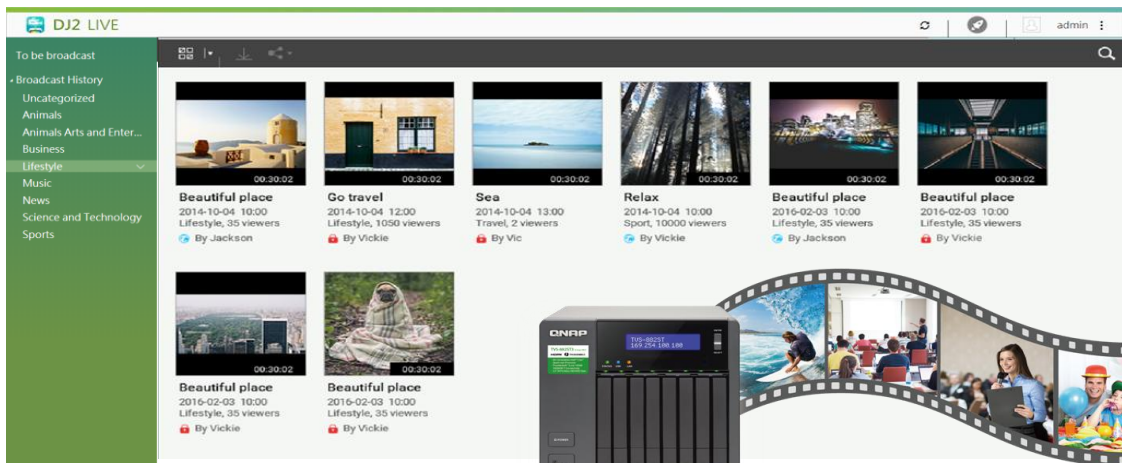 DJ2 LIVE
admin
To be broadcast
Broadcast History
Uncategorized
Animals
Animals Arts and Enter...
Business
Lifestyle
Music
News
Science and Technology
Sports
00:30:02 00:30:02 00:30:02 00:30:02 00:30:02 00:30:02
Beautiful place Go travel Sea Relax Beautiful place Beautiful place
2014-10-04 10:00 2014-10-04 12:00 2014-10-04 13:00 2014-10-04 10:00 2016-02-03 10:00 2016-02-03 10:00
Lifestyle, 35 viewers Lifestyle, 1050 viewers Travel, 2 viewers Sport, 10000 viewers Lifestyle, 35 viewers Lifestyle, 35 viewers
By Jackson By Vickie By Vic By Vickie By Jackson By Vickie
00:30:02 00:30:02
Beautiful place Beautiful place
2016-02-03 10:00 2016-02-03 10:00
Lifestyle, 35 viewers Lifestyle, 35 viewers
By Vickie By Vickie
QNAP
TVS-882ST
169.254.100.100